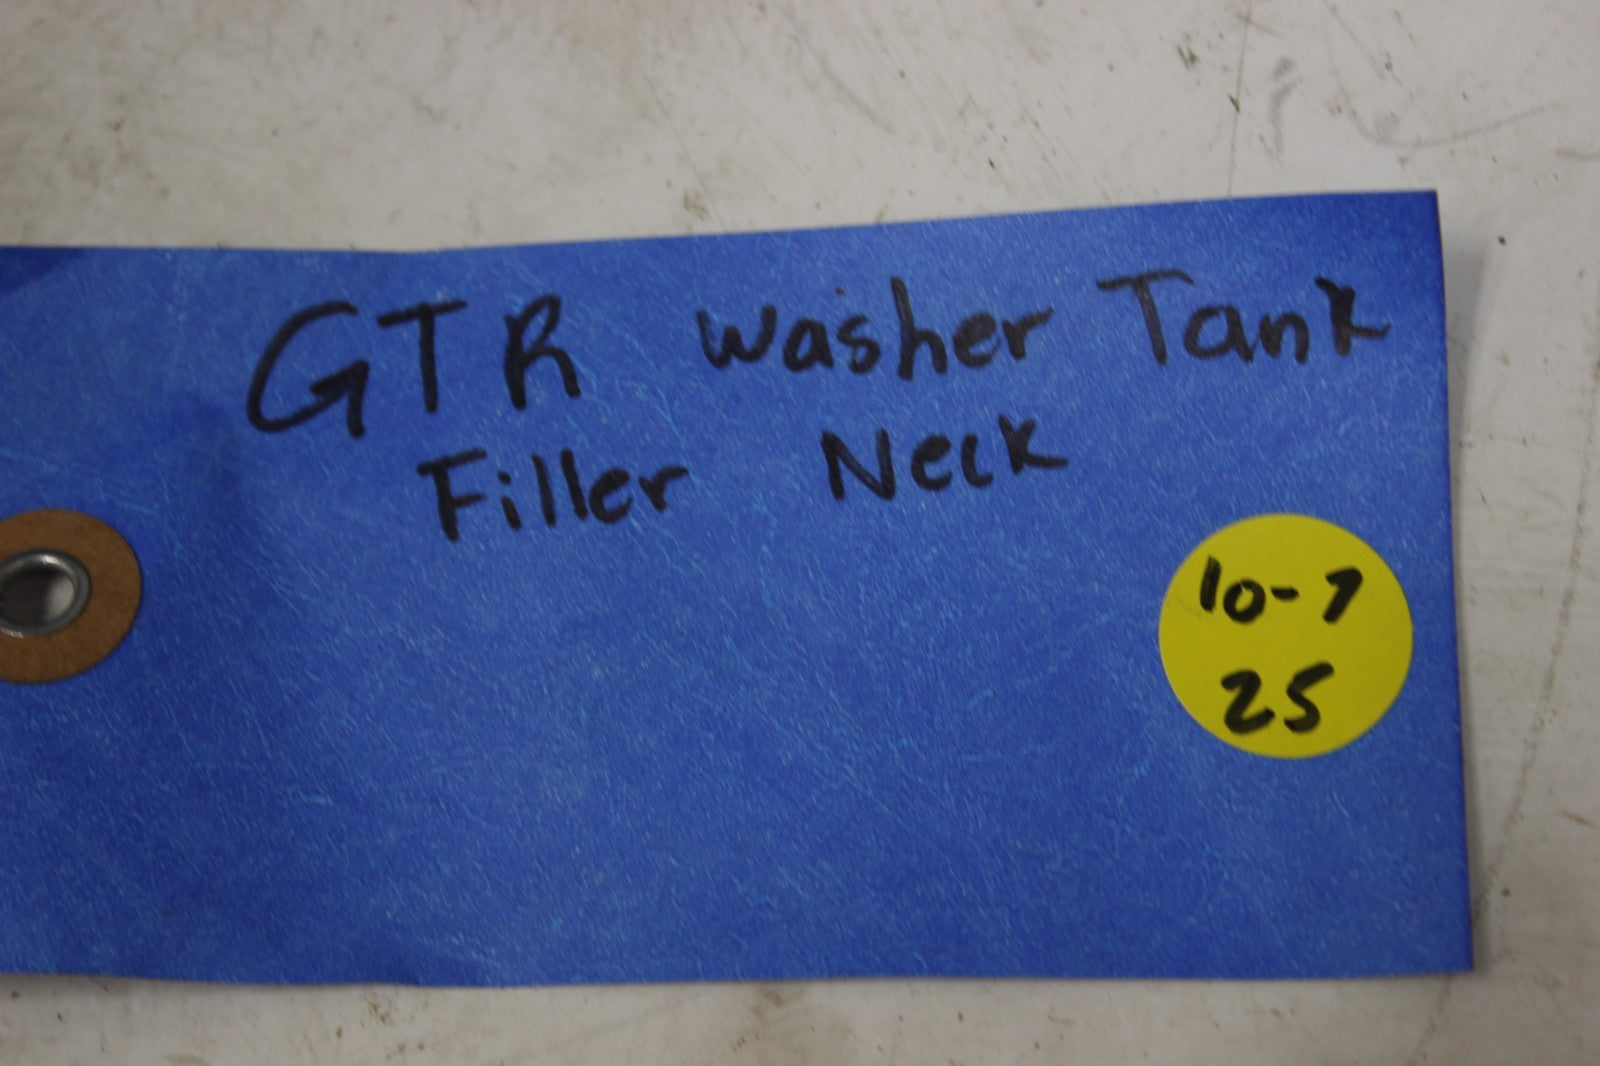 GTR washer Tank
Filler Neck
10-7
25